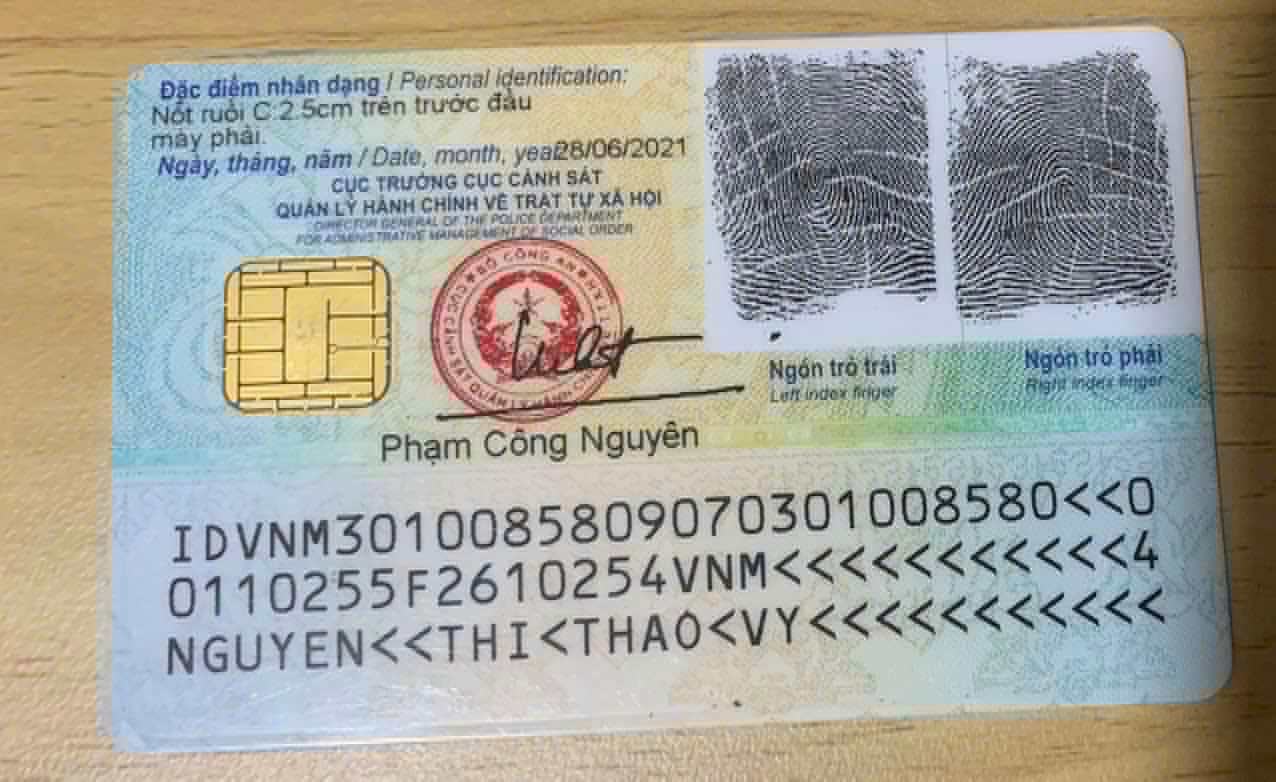 Đặc điểm nhân dạng / Personal identification:
Nốt ruồi C 2.5cm trên trước đầu
mày phải.
Ngày, tháng, năm / Date, month, year 28/06/2021
CỤC TRƯỞNG CỤC CẢNH SÁT
QUẢN LÝ HÀNH CHÍNH VỀ TRẬT TỰ XÃ HỘI
DIRECTOR GENERAL OF THE POLICE DEPARTMENT
FOR ADMINISTRATIVE MANAGEMENT OF SOCIAL ORDER
BỘ CÔNG AN
CỤC CẢNH SÁT QUẢN LÝ HÀNH CHÍNH
Ngón trỏ trái
Left index finger
Ngón trỏ phải
Right index finger
Phạm Công Nguyên
IDVNM3010085809070301008580<<0
0110255F2610254VNM<<<<<<<<<<<4
NGUYEN<<THI<THAO<VY<<<<<<<<<<<